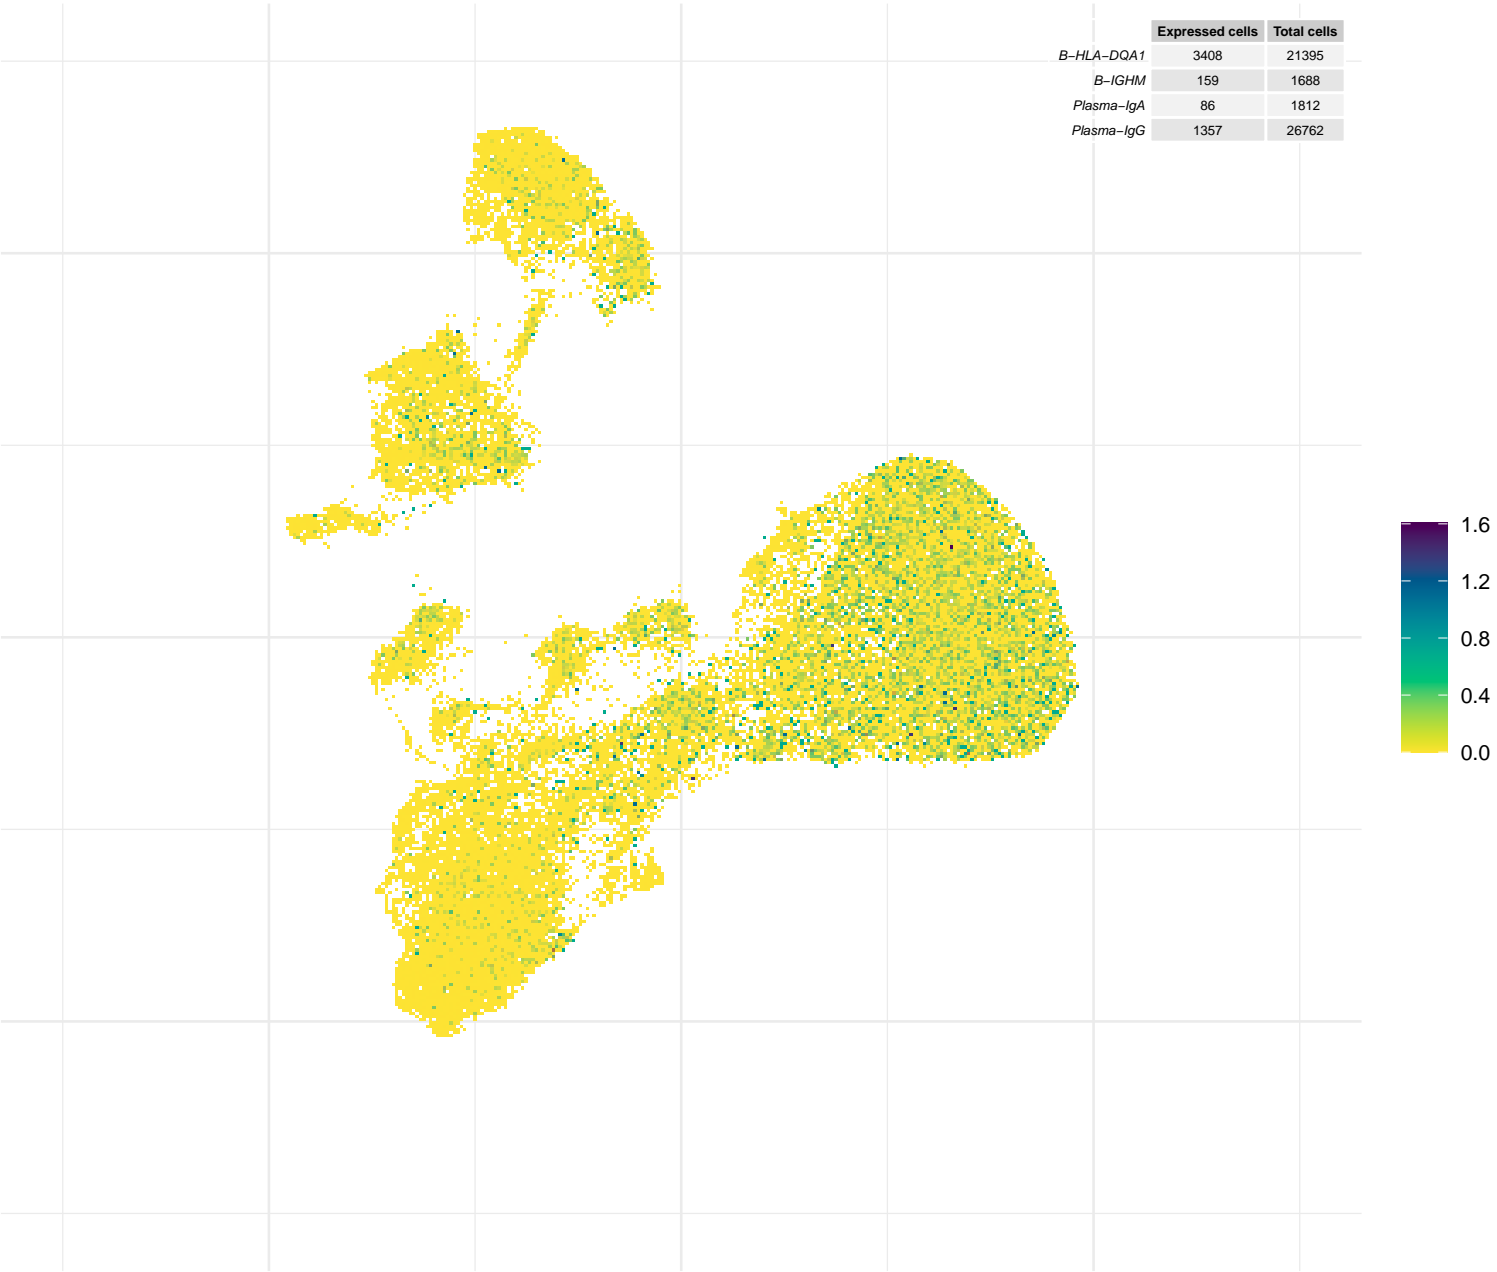 Expressed cells Total cells
B−HLA−DQA1 3408 21395
B−IGHM 159 1688
Plasma−IgA 86 1812
Plasma−IgG 1357 26762
1.6
1.2
0.8
0.4
0.0